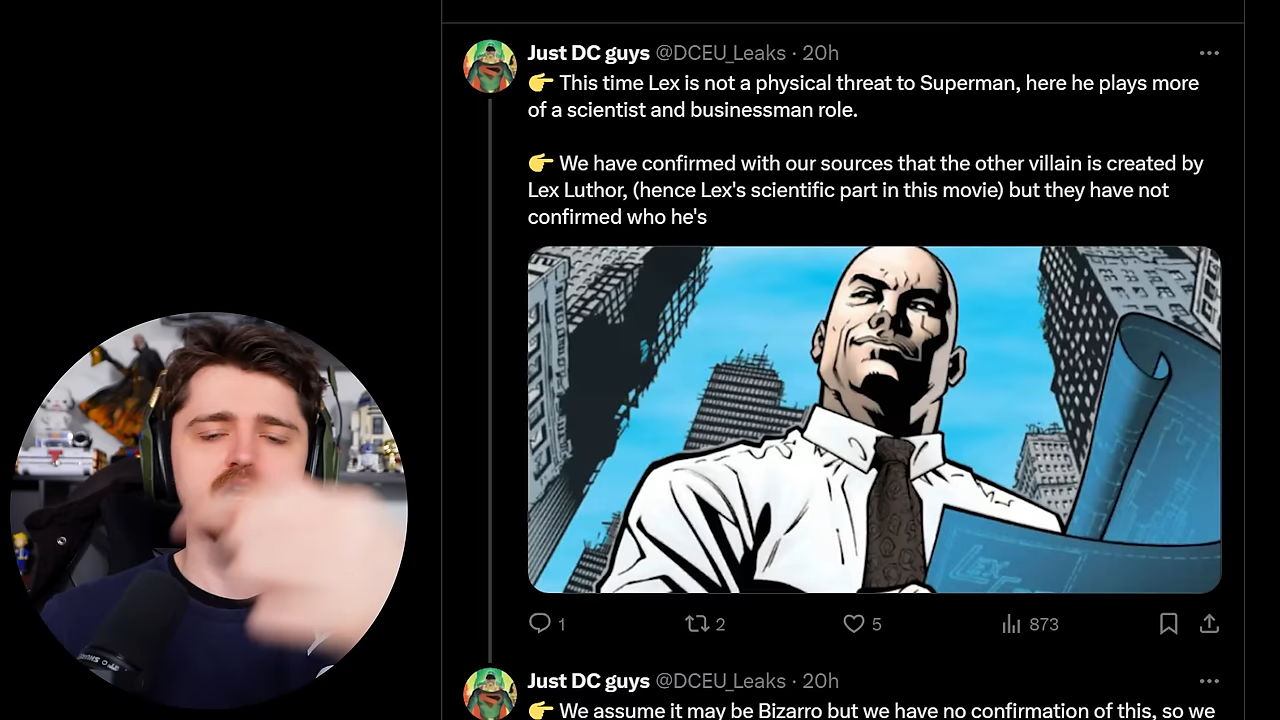 Just DC guys @DCEU_Leaks · 20h
👉 This time Lex is not a physical threat to Superman, here he plays more
of a scientist and businessman role.
👉 We have confirmed with our sources that the other villain is created by
Lex Luthor, (hence Lex's scientific part in this movie) but they have not
confirmed who he's
LEX
1 2 5 873
Just DC guys @DCEU_Leaks · 20h
👉 We assume it may be Bizarro but we have no confirmation of this, so we